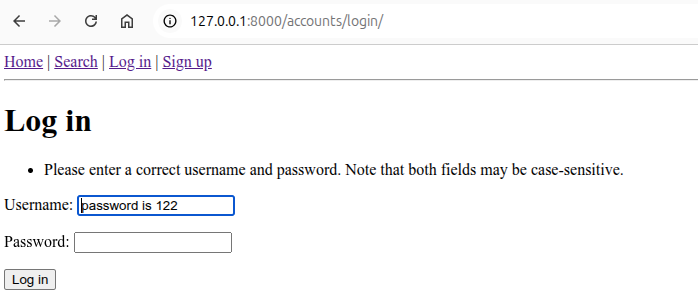 127.0.0.1:8000/accounts/login/
Home | Search | Log in | Sign up
Log in
• Please enter a correct username and password. Note that both fields may be case-sensitive.
Username: password is 122
Password:
Log in